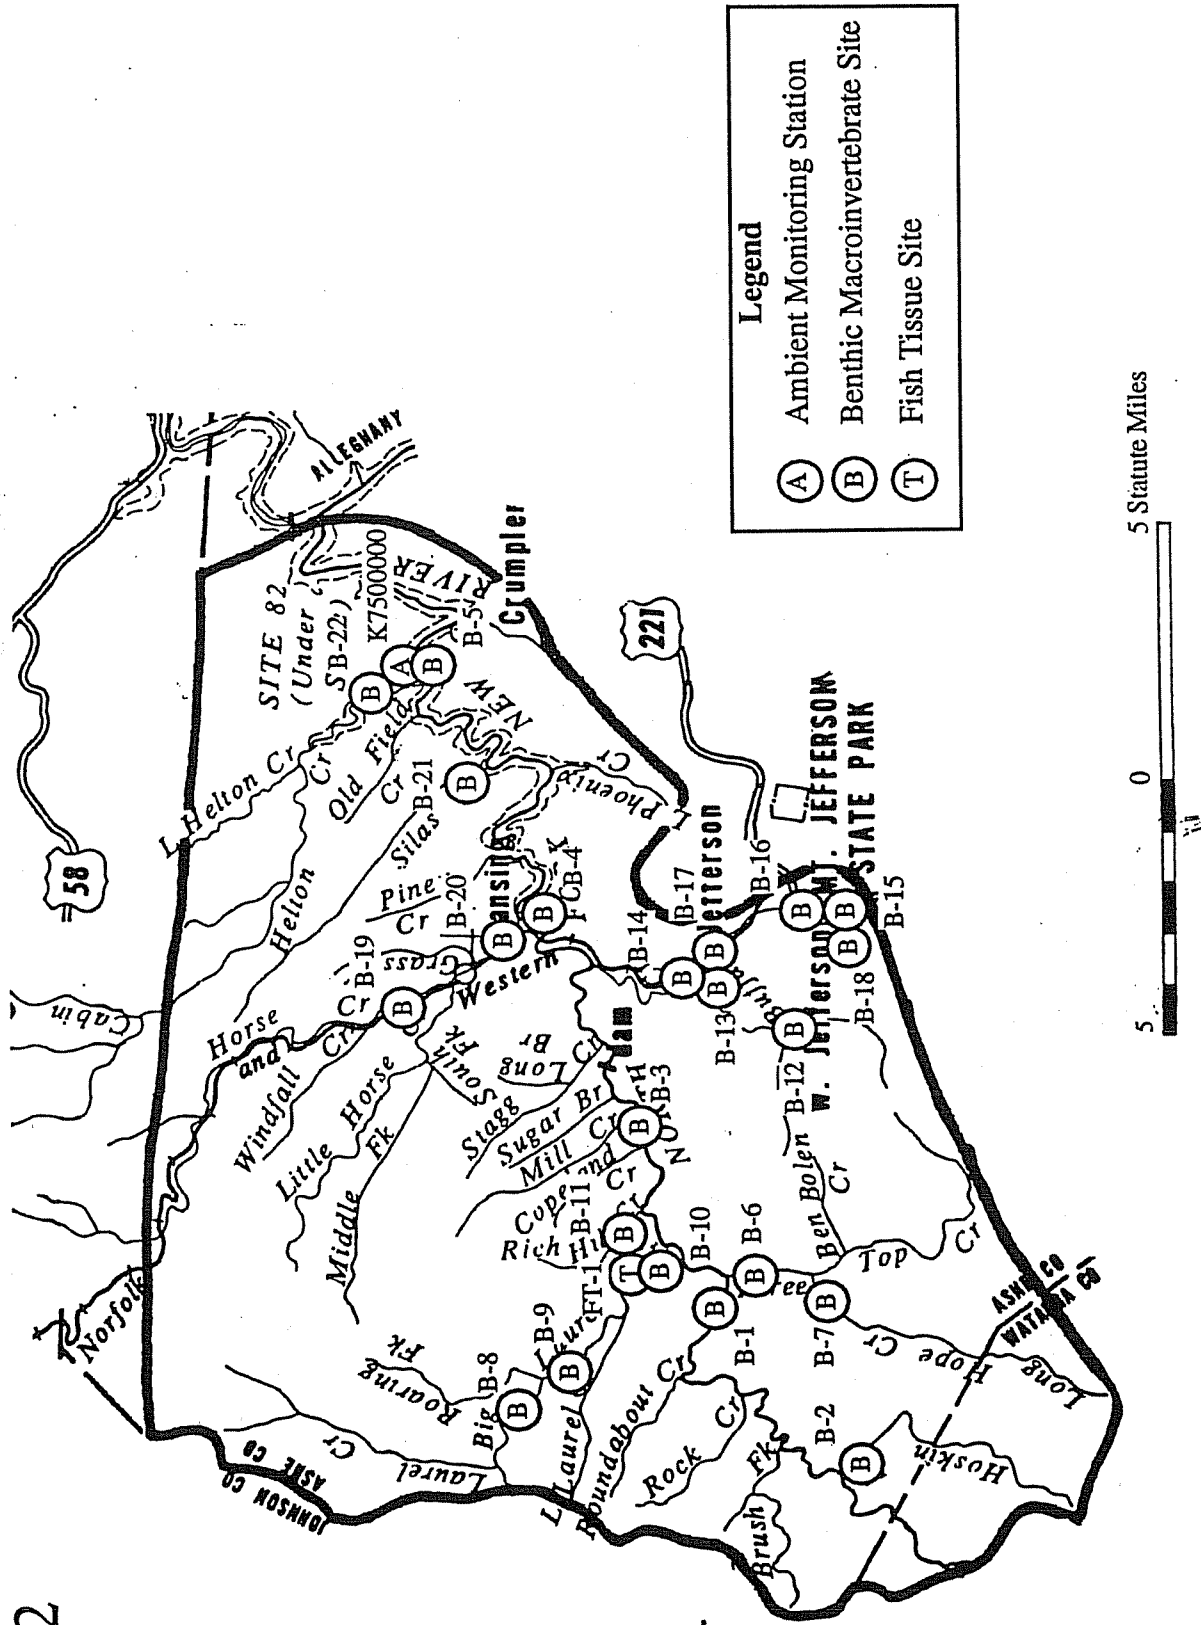 2
58
Norfolk
Cabin
Horse
and
Cr
Windfall
Cr
Little Horse
Middle Fk
South Fk
L Helton Cr
Helton
Cr
Old Field
Cr
Silas
B-21
Pine
Cr
B-20
Grass
B-19
Western
SITE 82
(Under
SB-22)
K7500000
ALLEGHANY
NEW
RIVER
B-5
Crumpler
Phoenix
Cr
L
221
B-4
B-14
B-17
Jefferson
B-16
MT. JEFFERSON
STATE PARK
W. Jefferson
B-15
B-18
B-13
B-12
Long
Br
Stagg
Cr
Sugar Br
Mill Cr
B-3
Cr
B-11
Rich Hill
Cr
FT-1
B-10
B-6
Ben Bolen
Cr
Top
Cr
B-9
B-8
Roaring
Fk
Big
Laurel
Cr
JOHNSON CO
ASHE CO
L Laurel
Roundabout
Cr
Rock
Cr
B-1
B-7
Long
Hope
Cr
ASHE CO
WATAUGA CO
B-2
Brush
Fk
Hoskin
A
B
T
Legend
A Ambient Monitoring Station
B Benthic Macroinvertebrate Site
T Fish Tissue Site
5 0 5 Statute Miles